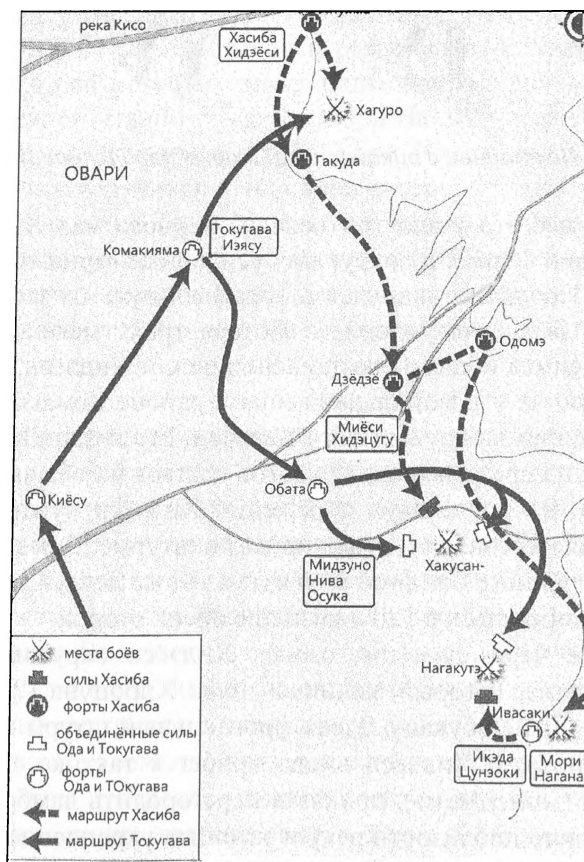 река Кисо
Хасиба
Хидэёси
Хагуро
Гакуда
ОВАРИ
Токугава
Иэясу
Комакияма
Одомэ
Дзёдзё
Миёси
Хидэцугу
Обата
Киёсу
Мидзуно
Нива
Осука
Хакусан-
места боёв
силы Хасиба
форты Хасиба
объединённые силы
Ода и Токугава
форты
Ода и ТОкугава
маршрут Хасиба
маршрут Токугава
Нагакутэ
Ивасаки
Икэда
Цунэоки
Мори
Нагана